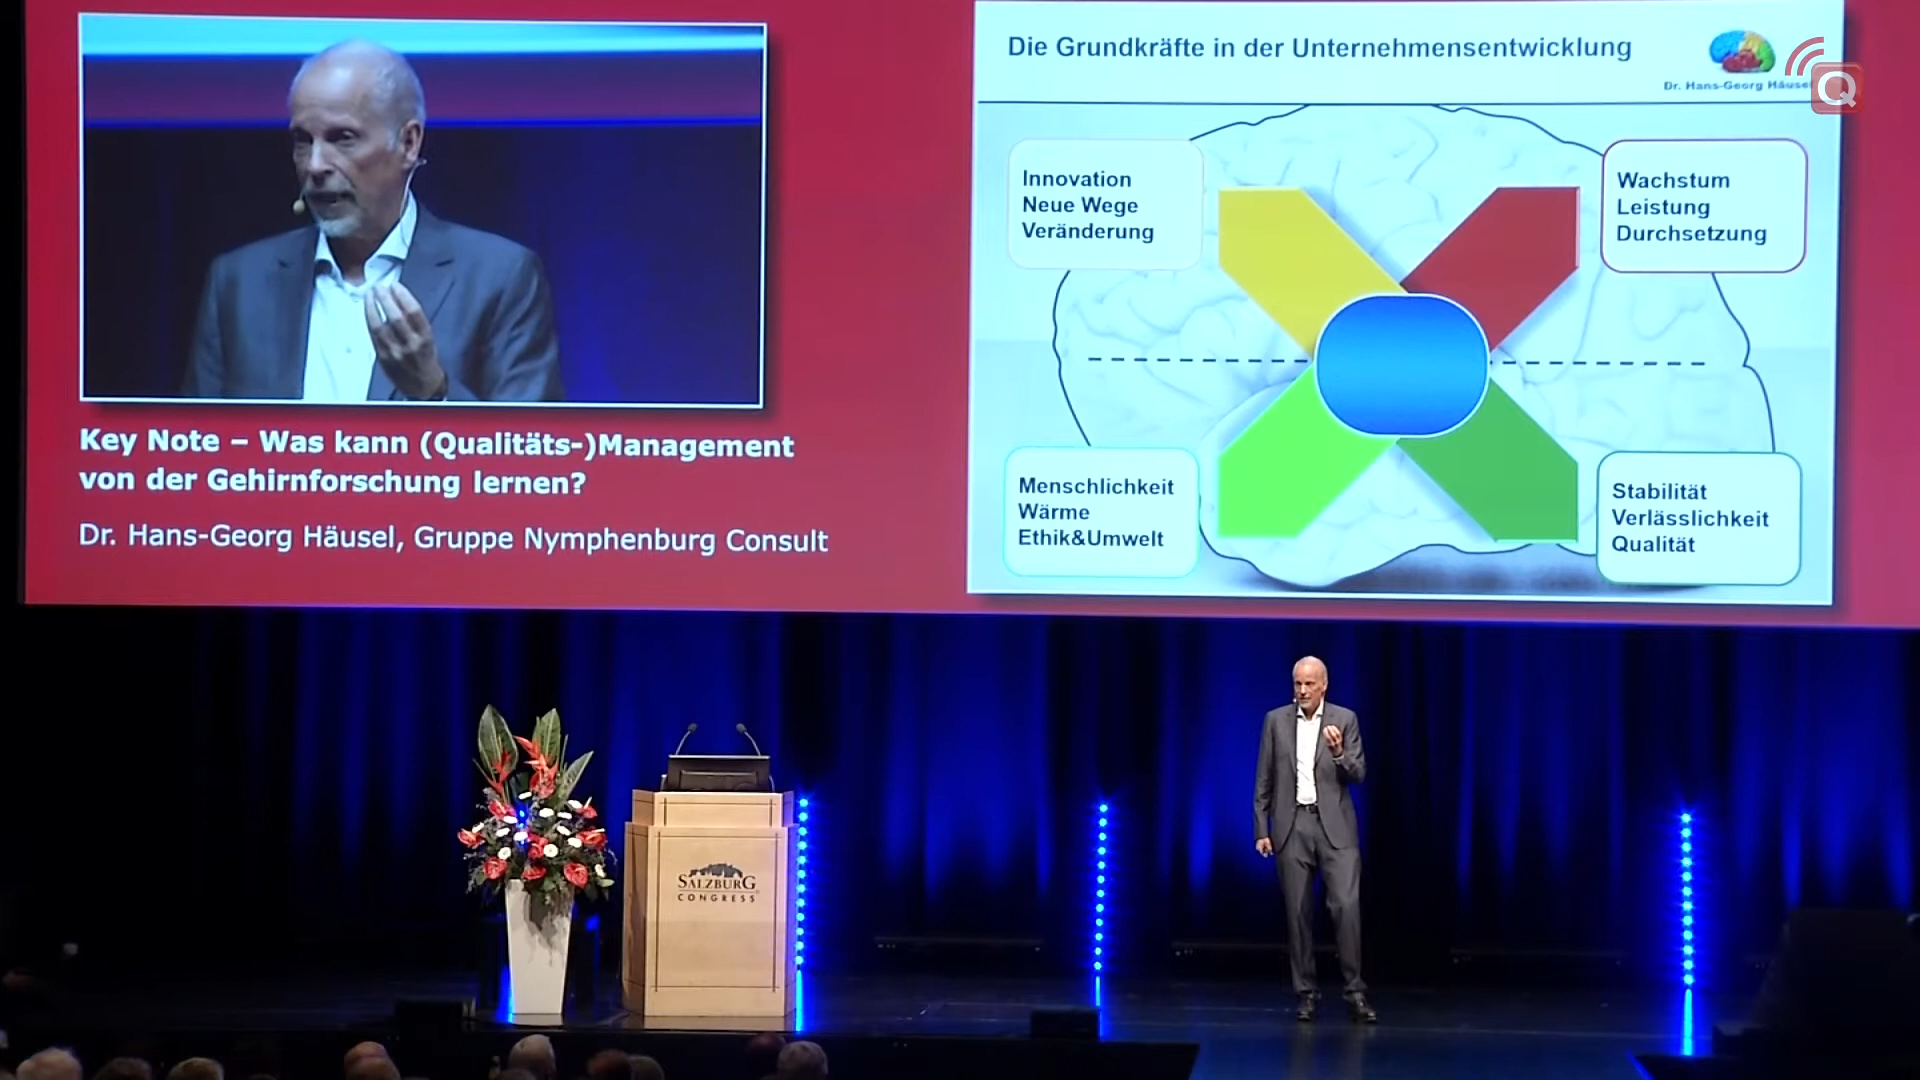 Key Note – Was kann (Qualitäts-)Management
von der Gehirnforschung lernen?
Dr. Hans-Georg Häusel, Gruppe Nymphenburg Consult
Die Grundkräfte in der Unternehmensentwicklung
Dr. Hans-Georg Häusel
Q
Innovation
Neue Wege
Veränderung
Wachstum
Leistung
Durchsetzung
Menschlichkeit
Wärme
Ethik&Umwelt
Stabilität
Verlässlichkeit
Qualität
SALZBURG
CONGRESS